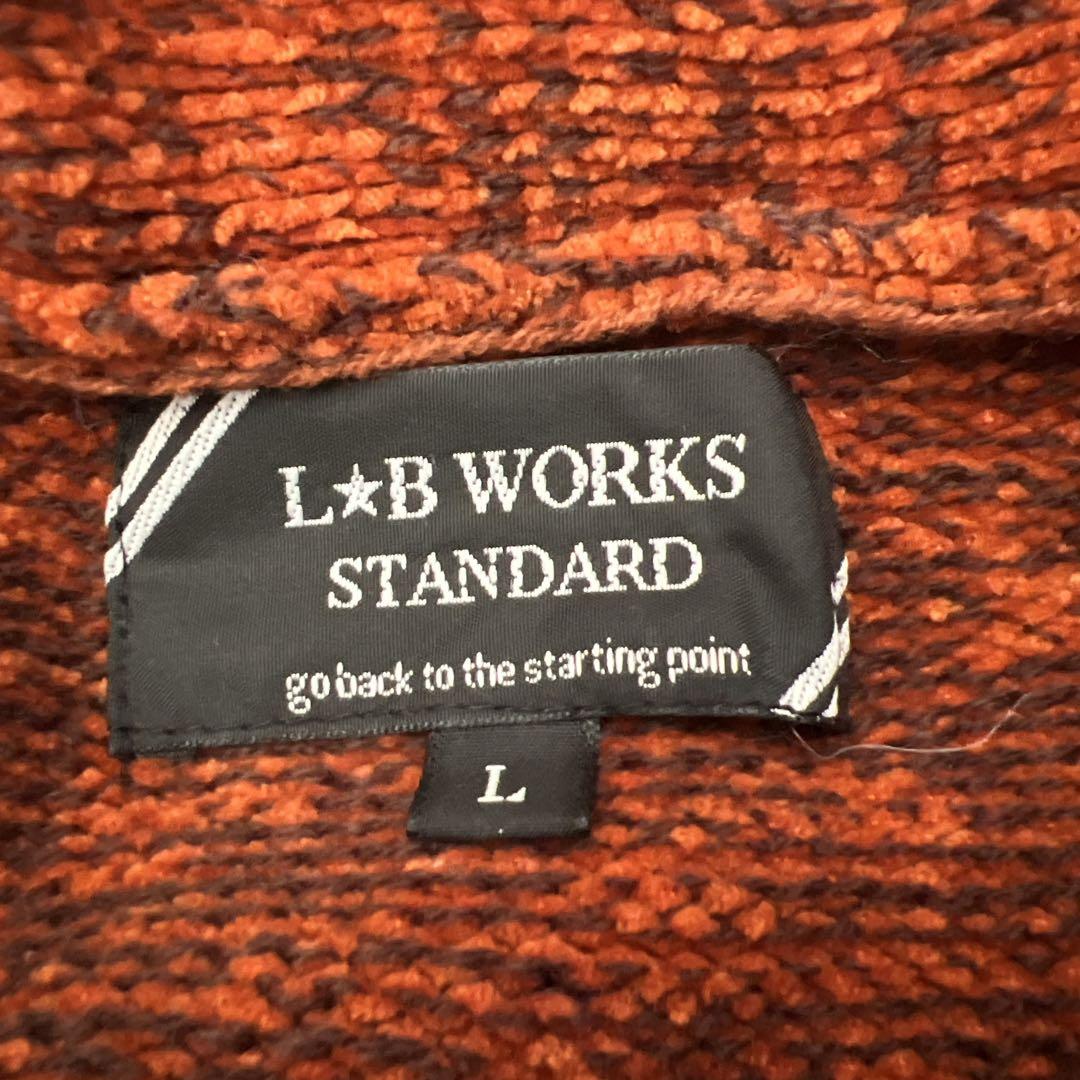 L★B WORKS
STANDARD
go back to the starting point
L